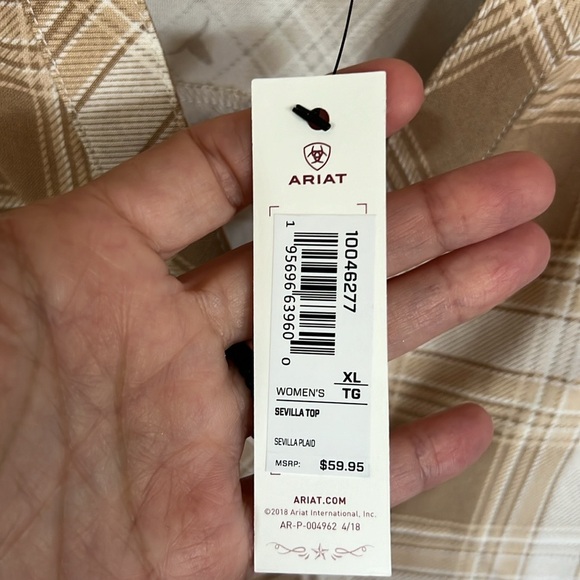 ARIAT
10046277
1 95696 63960 0
XL
WOMEN'S TG
SEVILLA TOP
SEVILLA PLAID
MSRP: $59.95
ARIAT.COM
©2018 Ariat International, Inc.
AR-P-004962 4/18